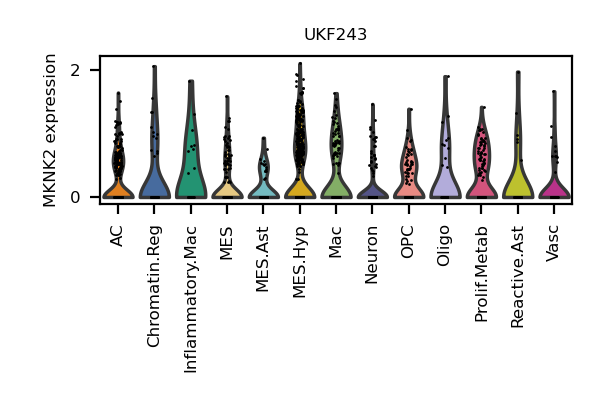 UKF243
MKNK2 expression
2
0
AC
Chromatin.Reg
Inflammatory.Mac
MES
MES.Ast
MES.Hyp
Mac
Neuron
OPC
Oligo
Prolif.Metab
Reactive.Ast
Vasc